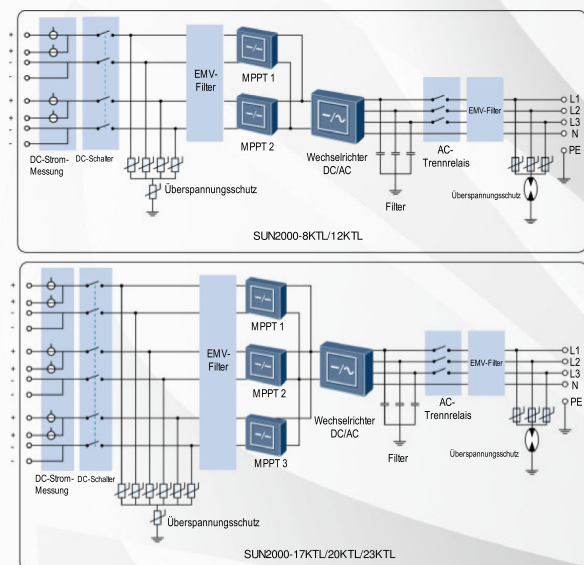 +
+
-
-
+
+
-
-
DC-Strom-
Messung
DC-Schalter
EMV-
Filter
MPPT 1
MPPT 2
Überspannungsschutz
Wechselrichter
DC/AC
Filter
AC-
Trennrelais
EMV-Filter
L1
L2
L3
N
PE
Überspannungsschutz
SUN2000-8KTL/12KTL
+
+
-
-
+
+
-
-
+
+
-
-
DC-Strom-
Messung
DC-Schalter
EMV-
Filter
MPPT 1
MPPT 2
MPPT 3
Überspannungsschutz
Wechselrichter
DC/AC
Filter
AC-
Trennrelais
EMV-Filter
L1
L2
L3
N
PE
Überspannungsschutz
SUN2000-17KTL/20KTL/23KTL